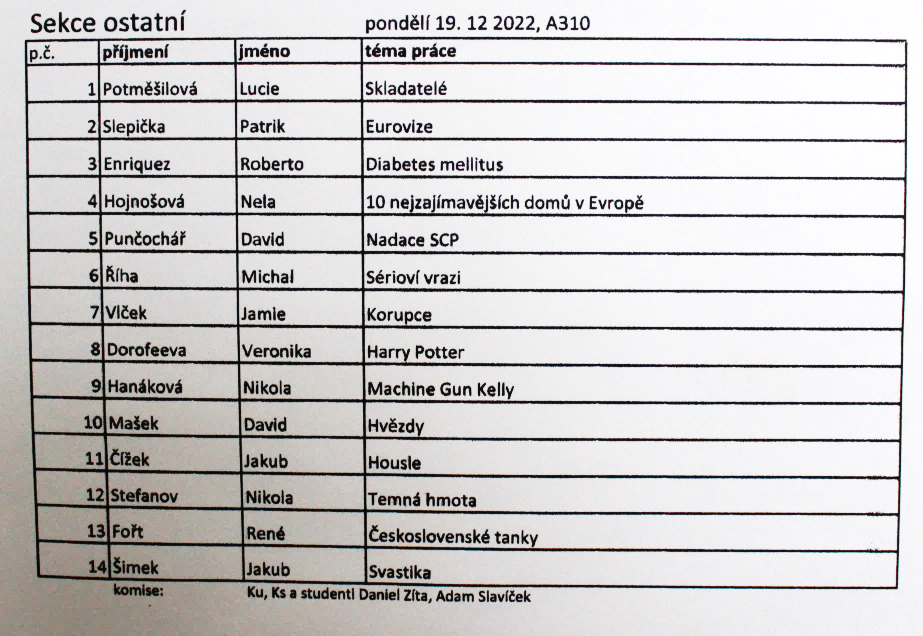 Sekce ostatní pondělí 19. 12 2022, A310
p.č. příjmení jméno téma práce
1 Potměšilová Lucie Skladatelé
2 Slepička Patrik Eurovize
3 Enriquez Roberto Diabetes mellitus
4 Hojnošová Nela 10 nejzajímavějších domů v Evropě
5 Punčochář David Nadace SCP
6 Říha Michal Sérioví vrazi
7 Vlček Jamie Korupce
8 Dorofeeva Veronika Harry Potter
9 Hanáková Nikola Machine Gun Kelly
10 Mašek David Hvězdy
11 Čížek Jakub Housle
12 Stefanov Nikola Temná hmota
13 Fořt René Československé tanky
14 Šimek Jakub Svastika
komise: Ku, Ks a studenti Daniel Zíta, Adam Slavíček